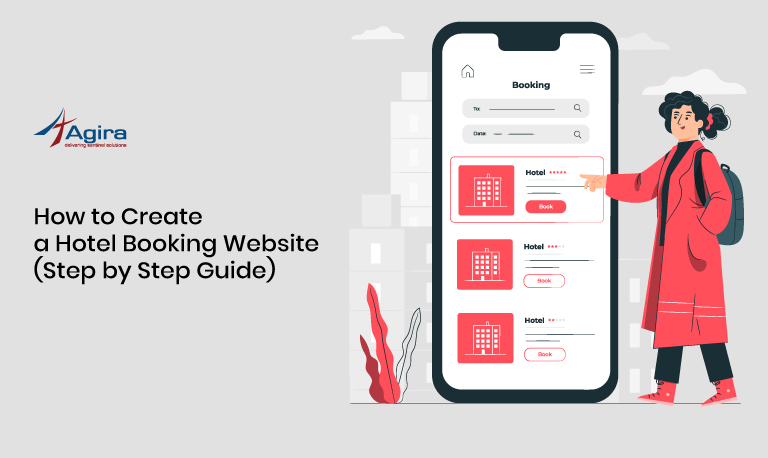 Agira
delivering sentinel solutions
How to Create
a Hotel Booking Website
(Step by Step Guide)
Booking
To:
Date:
Hotel
Book
Hotel
Book
Hotel
Book